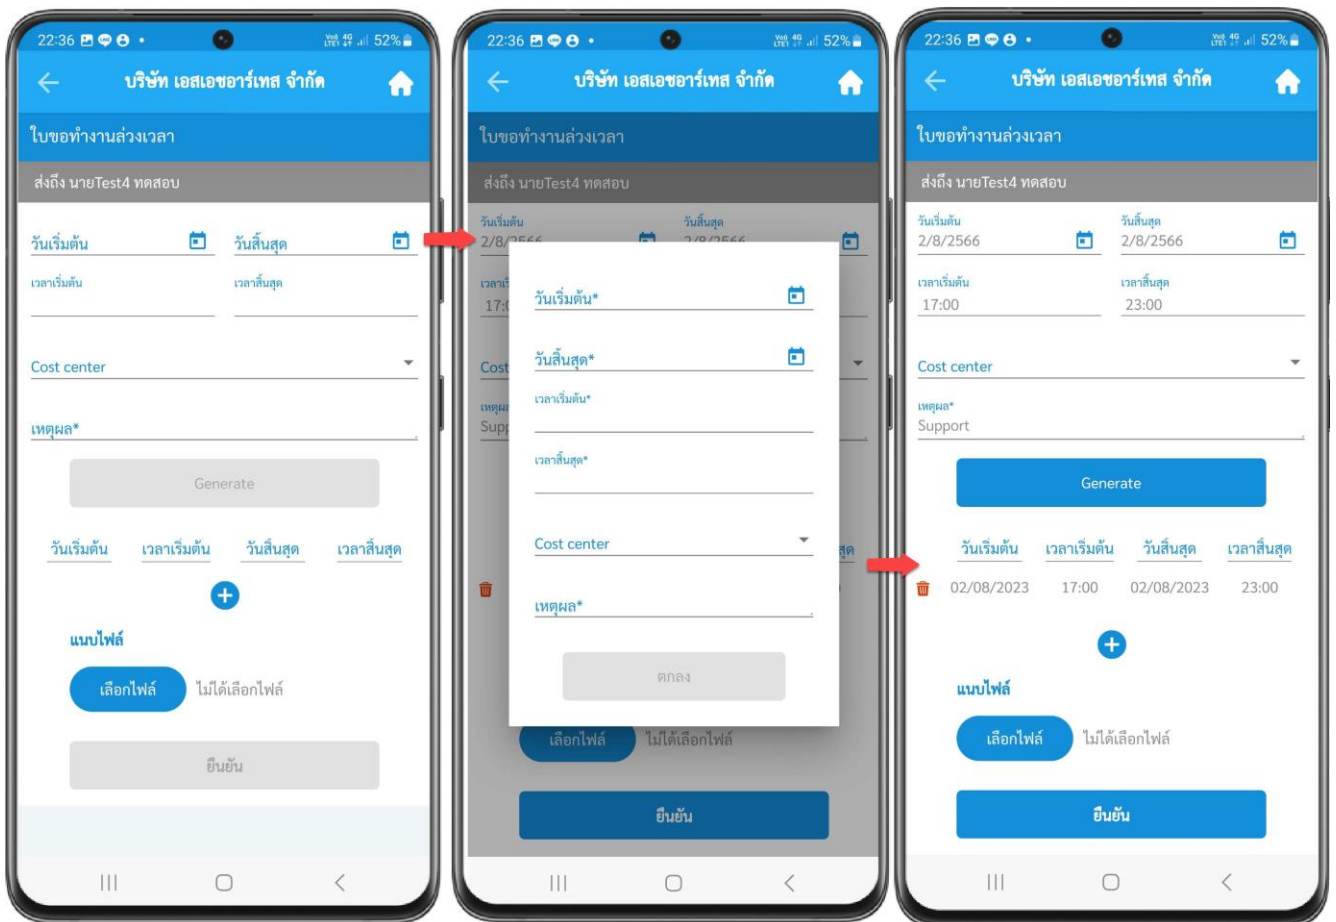 22:36 52%
บริษัท เอสเอชอาร์เทส จำกัด
ใบขอทำงานล่วงเวลา
ส่งถึง นายTest4 ทดสอบ
วันเริ่มต้น วันสิ้นสุด
เวลาเริ่มต้น เวลาสิ้นสุด
Cost center
เหตุผล*
Generate
วันเริ่มต้น เวลาเริ่มต้น วันสิ้นสุด เวลาสิ้นสุด
แนบไฟล์
เลือกไฟล์ ไม่ได้เลือกไฟล์
ยืนยัน
22:36 52%
บริษัท เอสเอชอาร์เทส จำกัด
ใบขอทำงานล่วงเวลา
ส่งถึง นายTest4 ทดสอบ
วันเริ่มต้น วันสิ้นสุด
2/8/2566 2/8/2566
วันเริ่มต้น*
วันสิ้นสุด*
Cost
เวลาเริ่มต้น*
เวลาสิ้นสุด*
Cost center
เหตุผล*
ตกลง
เลือกไฟล์ ไม่ได้เลือกไฟล์
ยืนยัน
22:36 52%
บริษัท เอสเอชอาร์เทส จำกัด
ใบขอทำงานล่วงเวลา
ส่งถึง นายTest4 ทดสอบ
วันเริ่มต้น วันสิ้นสุด
2/8/2566 2/8/2566
เวลาเริ่มต้น เวลาสิ้นสุด
17:00 23:00
Cost center
เหตุผล*
Support
Generate
วันเริ่มต้น เวลาเริ่มต้น วันสิ้นสุด เวลาสิ้นสุด
02/08/2023 17:00 02/08/2023 23:00
แนบไฟล์
เลือกไฟล์ ไม่ได้เลือกไฟล์
ยืนยัน